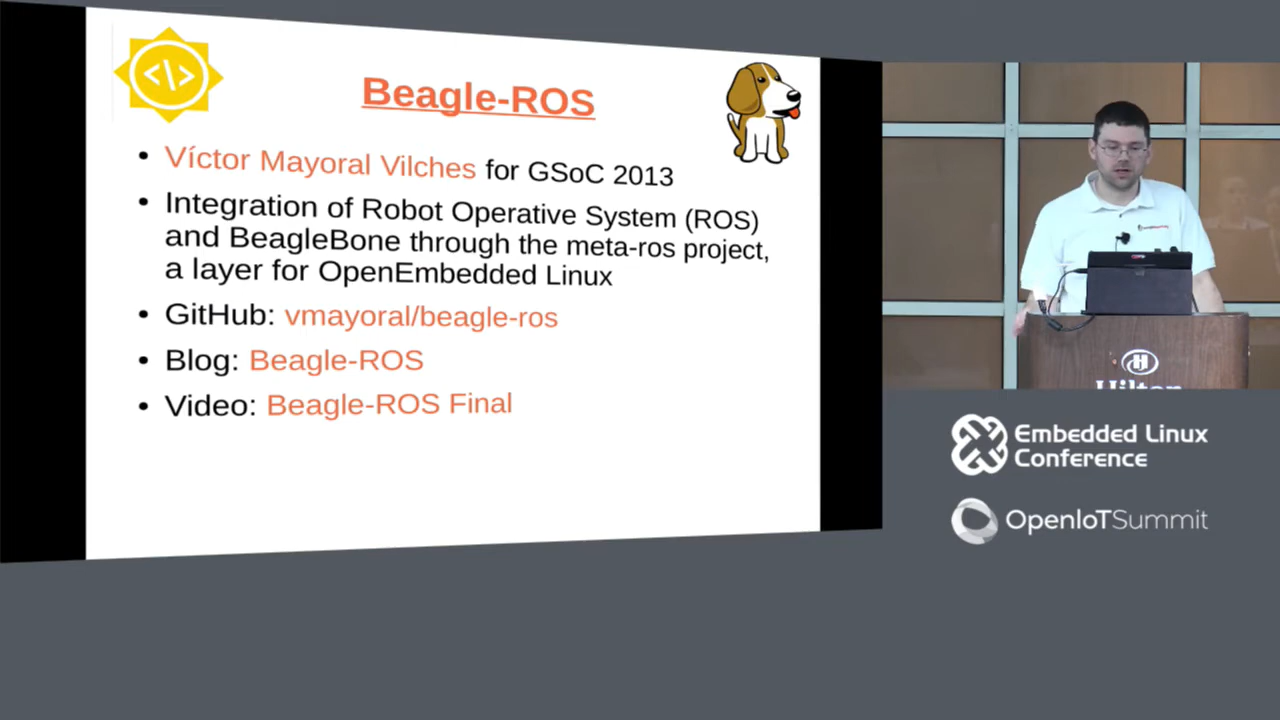 Beagle-ROS
Víctor Mayoral Vilches for GSoC 2013
Integration of Robot Operative System (ROS)
and BeagleBone through the meta-ros project,
a layer for OpenEmbedded Linux
GitHub: vmayoral/beagle-ros
Blog: Beagle-ROS
Video: Beagle-ROS Final
Hilton
Embedded Linux
Conference
OpenIoTSummit